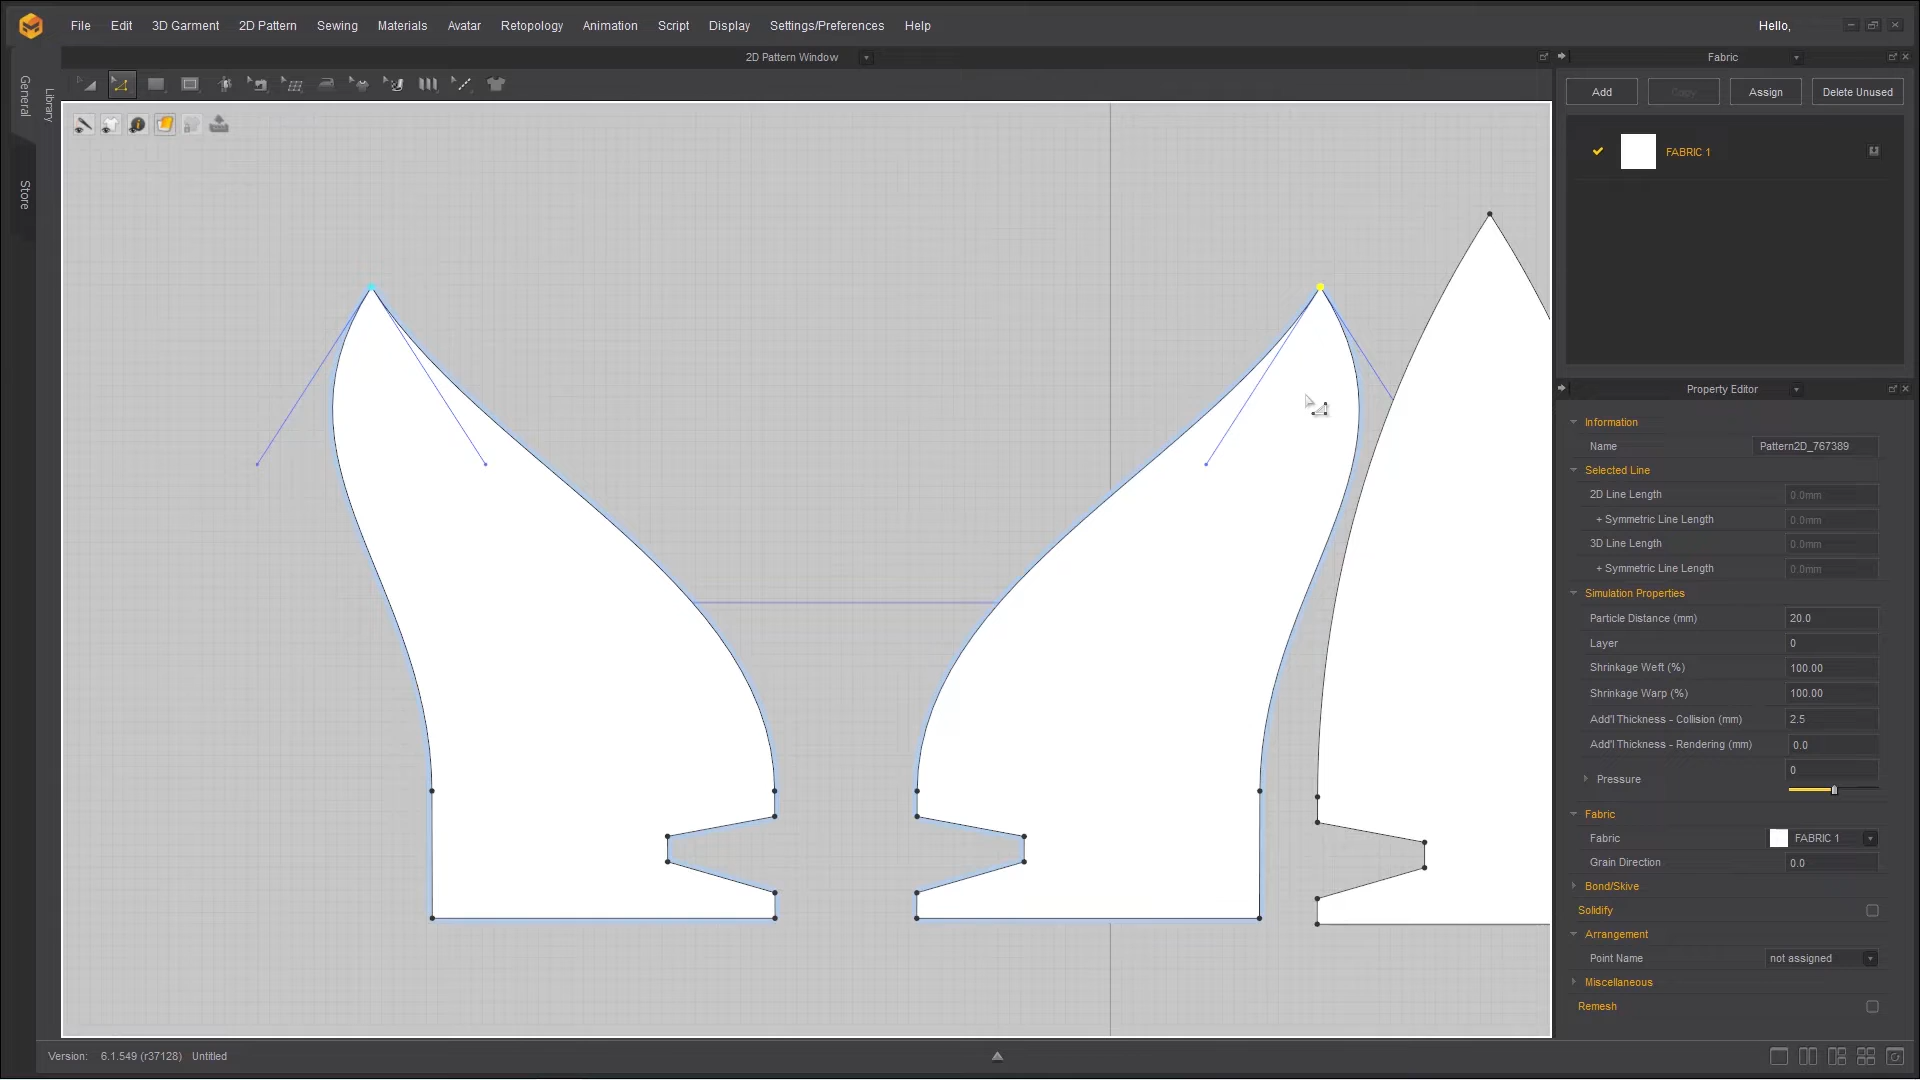 File Edit 3D Garment 2D Pattern Sewing Materials Avatar Retopology Animation Script Display Settings/Preferences Help Hello,
2D Pattern Window
Fabric
General
Library
Store
Add Copy Assign Delete Unused
FABRIC 1
Property Editor
Information
Name Pattern2D_767389
Selected Line
2D Line Length 0.0mm
+ Symmetric Line Length 0.0mm
3D Line Length 0.0mm
+ Symmetric Line Length 0.0mm
Simulation Properties
Particle Distance (mm) 20.0
Layer 0
Shrinkage Weft (%) 100.00
Shrinkage Warp (%) 100.00
Add'l Thickness - Collision (mm) 2.5
Add'l Thickness - Rendering (mm) 0.0
Pressure 0
Fabric
Fabric FABRIC 1
Grain Direction 0.0
Bond/Skive
Solidify
Arrangement
Point Name not assigned
Miscellaneous
Remesh
Version: 6.1.549 (r37128) Untitled